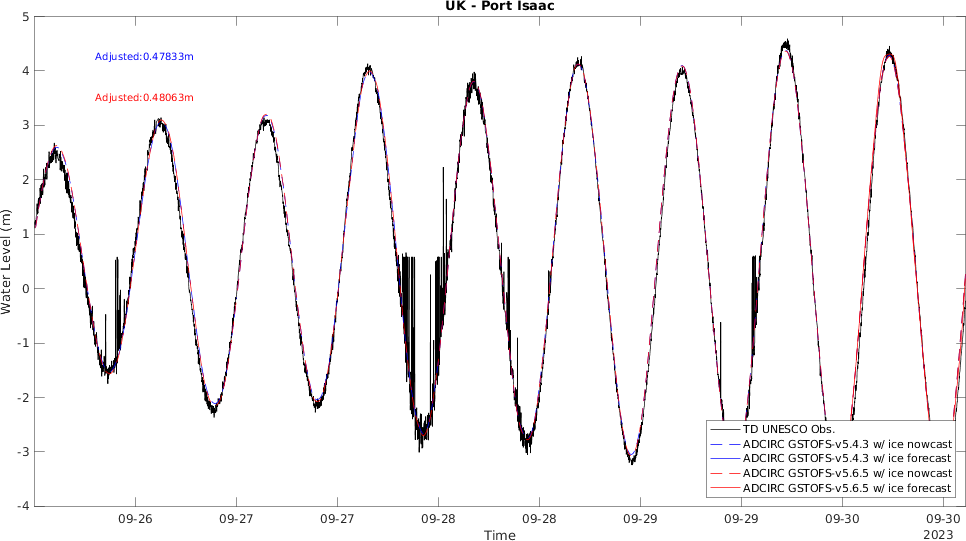 UK - Port Isaac
5
4
3
2
1
0
-1
-2
-3
-4
Water Level (m)
Adjusted:0.47833m
Adjusted:0.48063m
TD UNESCO Obs.
ADCIRC GSTOFS-v5.4.3 w/ ice nowcast
ADCIRC GSTOFS-v5.4.3 w/ ice forecast
ADCIRC GSTOFS-v5.6.5 w/ ice nowcast
ADCIRC GSTOFS-v5.6.5 w/ ice forecast
09-26 09-27 09-27 09-28 09-28 09-29 09-29 09-30 09-30
2023
Time